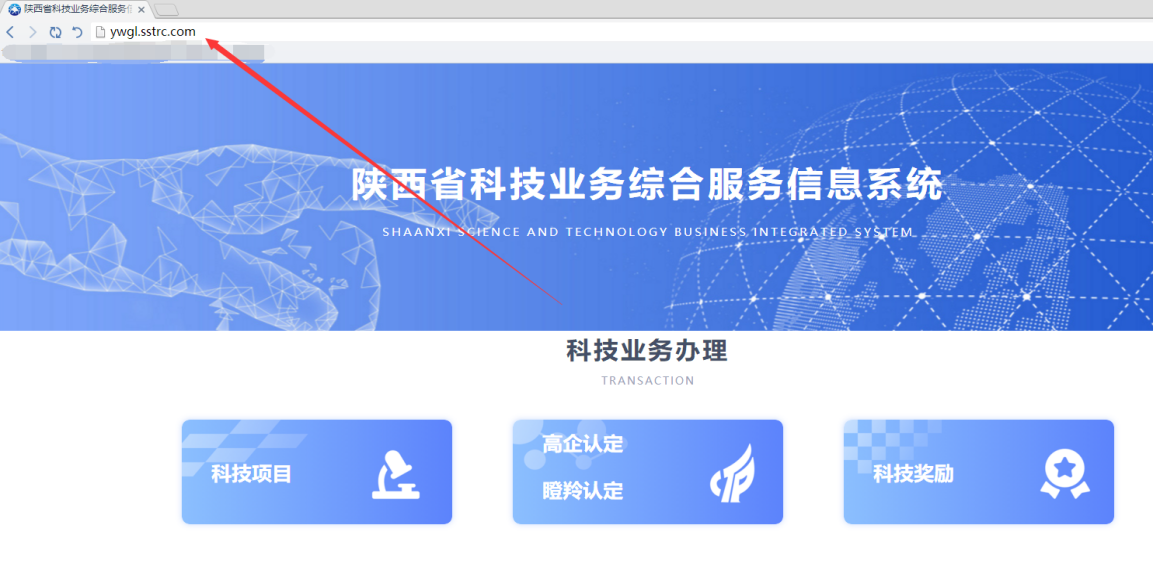 陕西省科技业务综合服务信
ywgl.sstrc.com
陕西省科技业务综合服务信息系统
SHAANXI SCIENCE AND TECHNOLOGY BUSINESS INTEGRATED SYSTEM
科技业务办理
TRANSACTION
科技项目
高企认定
瞪羚认定
科技奖励